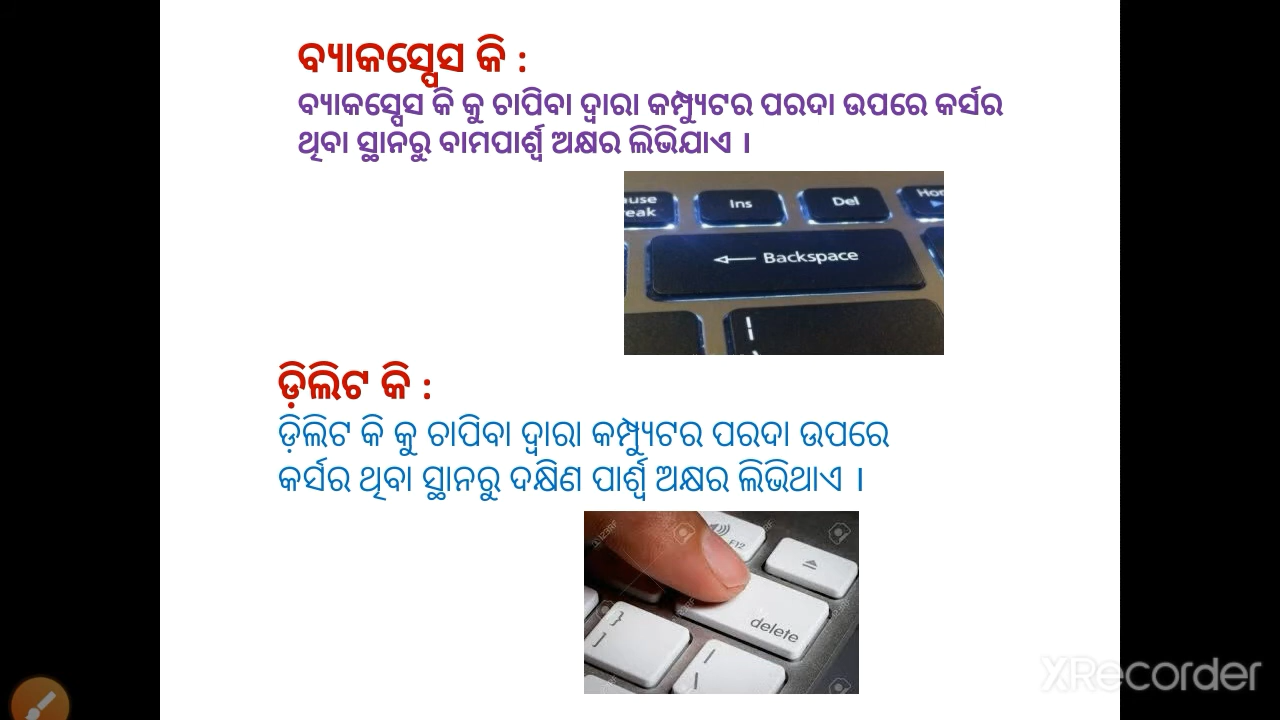 ବ୍ୟାକସ୍ପେସ କି :
ବ୍ୟାକସ୍ପେସ କି କୁ ଚାପିବା ଦ୍ୱାରା କମ୍ପ୍ୟୁଟର ପରଦା ଉପରେ କର୍ସର
ଥିବା ସ୍ଥାନରୁ ବାମପାର୍ଶ୍ୱ ଅକ୍ଷର ଲିଭିଯାଏ ।
Ins
Del
← Backspace
ଡ଼ିଲିଟ କି :
ଡ଼ିଲିଟ କି କୁ ଚାପିବା ଦ୍ୱାରା କମ୍ପ୍ୟୁଟର ପରଦା ଉପରେ
କର୍ସର ଥିବା ସ୍ଥାନରୁ ଦକ୍ଷିଣ ପାର୍ଶ୍ୱ ଅକ୍ଷର ଲିଭିଥାଏ ।
F12
delete
XRecorder